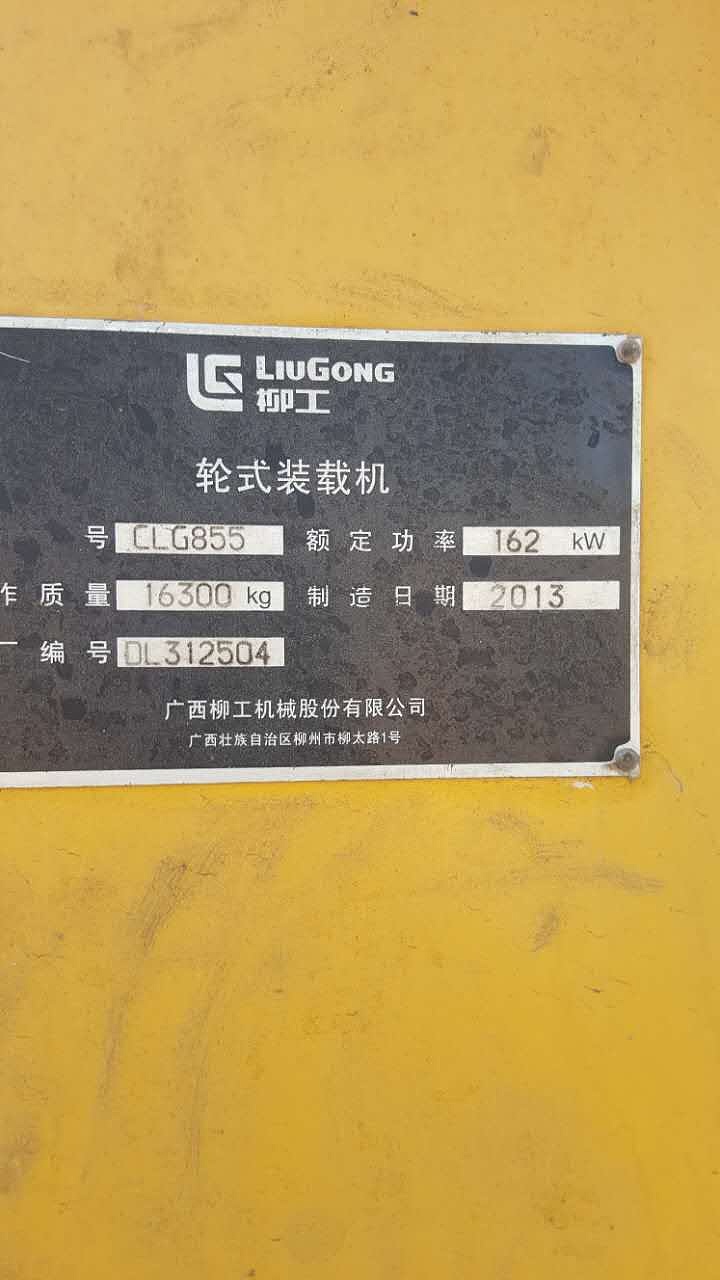 LG LIUGONG
柳工
轮式装载机
号 CLG855 额定功率 162 kW
作质量 16300 kg 制造日期 2013
厂编号 DL312504
广西柳工机械股份有限公司
广西壮族自治区柳州市柳太路1号